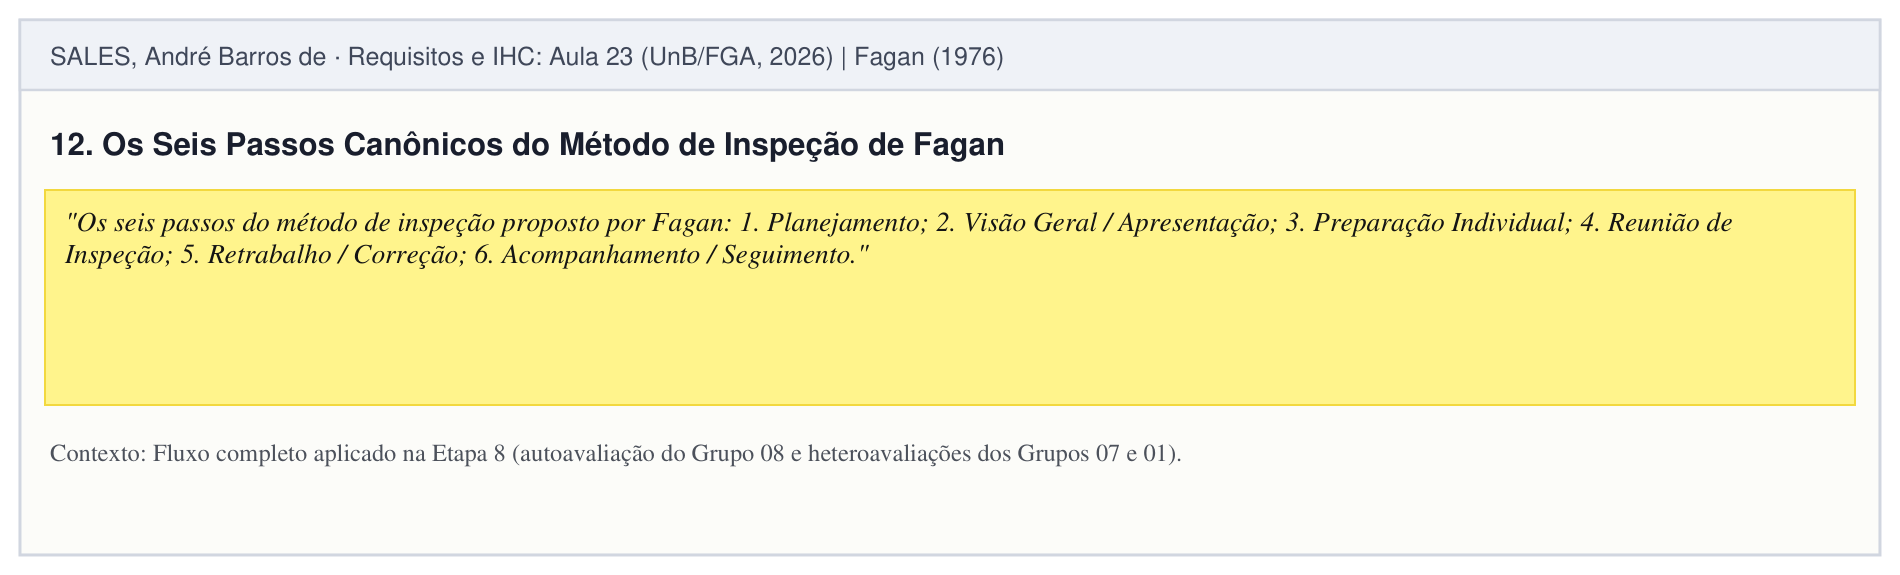 SALES, André Barros de · Requisitos e IHC: Aula 23 (UnB/FGA, 2026) | Fagan (1976)
12. Os Seis Passos Canônicos do Método de Inspeção de Fagan
"Os seis passos do método de inspeção proposto por Fagan: 1. Planejamento; 2. Visão Geral / Apresentação; 3. Preparação Individual; 4. Reunião de
Inspeção; 5. Retrabalho / Correção; 6. Acompanhamento / Seguimento."
Contexto: Fluxo completo aplicado na Etapa 8 (autoavaliação do Grupo 08 e heteroavaliações dos Grupos 07 e 01).